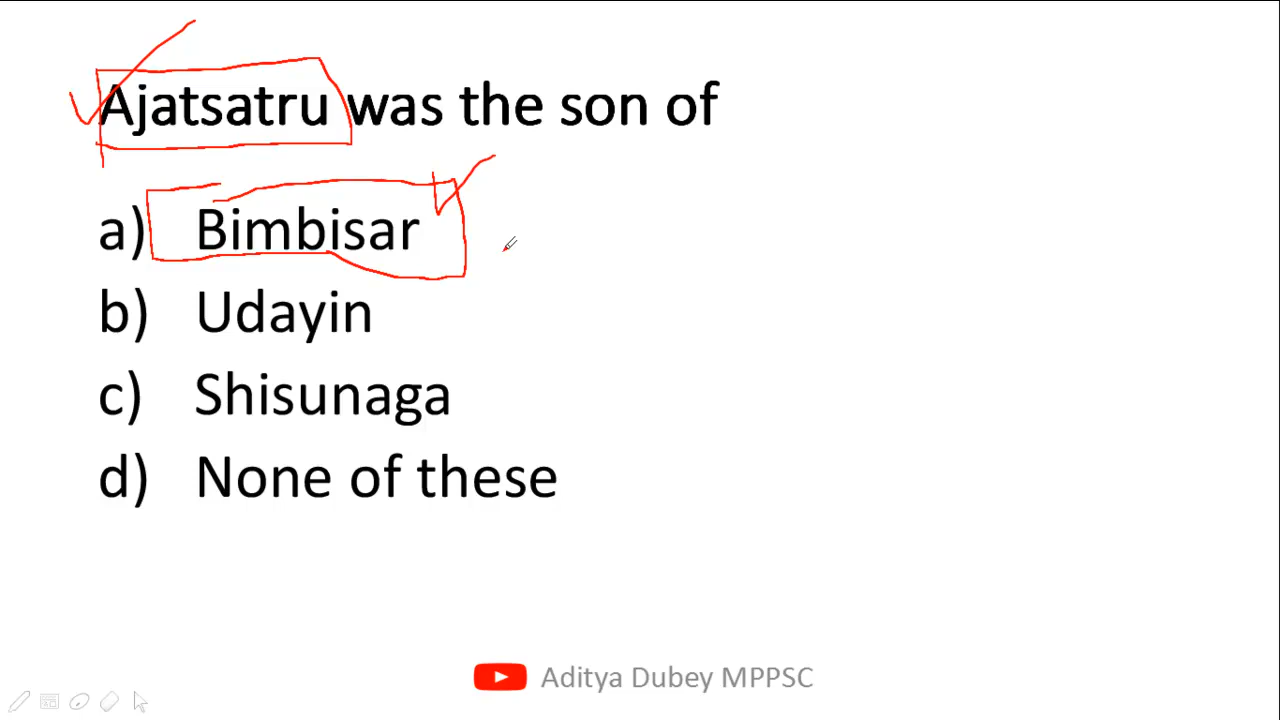 Ajatsatru was the son of
a) Bimbisar
b) Udayin
c) Shisunaga
d) None of these
Aditya Dubey MPPSC